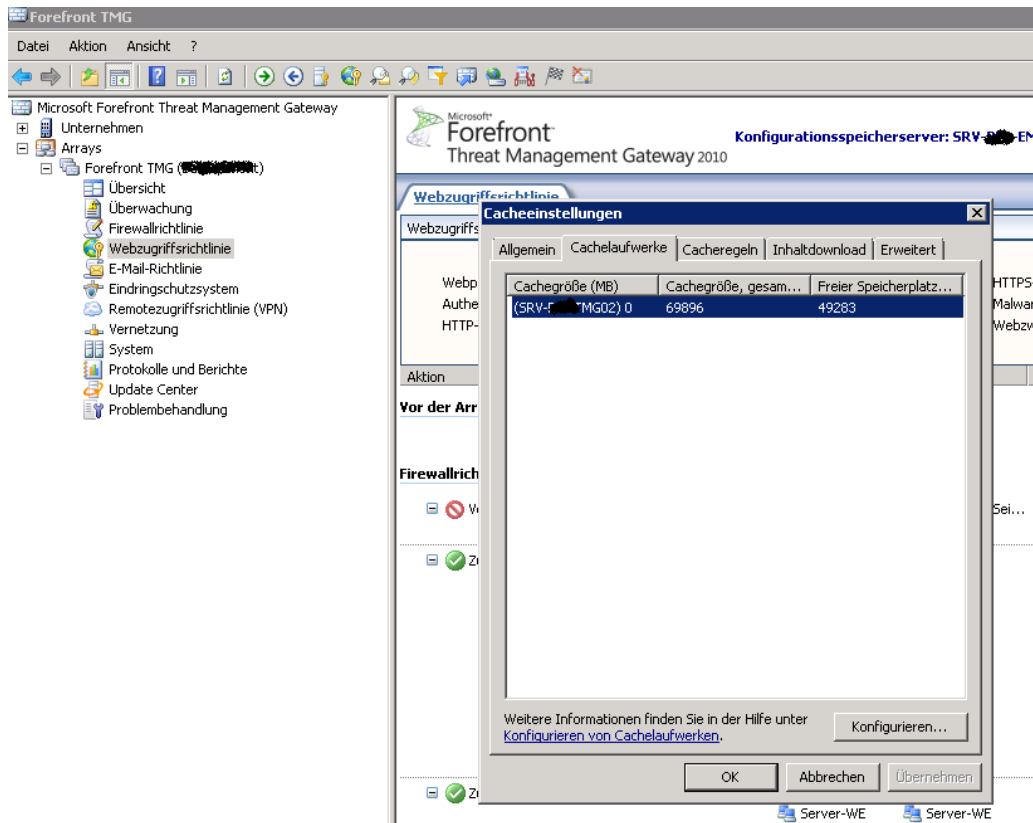 Forefront TMG
Datei Aktion Ansicht ?
Microsoft Forefront Threat Management Gateway
Unternehmen
Arrays
Forefront TMG (
Übersicht
Überwachung
Firewallrichtlinie
Webzugriffsrichtlinie
E-Mail-Richtlinie
Eindringschutzsystem
Remotezugriffsrichtlinie (VPN)
Vernetzung
System
Protokolle und Berichte
Update Center
Problembehandlung
Microsoft®
Forefront
Threat Management Gateway 2010
Konfigurationsspeicherserver: SRV-
Webzugriffsrichtlinie
Webzugriffs
Webp
Authe
HTTP-
HTTPS-
Malwar
Webzw
Aktion
Vor der Arr
Firewallrich
Sei...
Cacheeinstellungen
Allgemein Cachelaufwerke Cacheregeln Inhaltdownload Erweitert
Cachegröße (MB) Cachegröße, gesam... Freier Speicherplatz...
(SRV- MG02) 0 69896 49283
Weitere Informationen finden Sie in der Hilfe unter
Konfigurieren von Cachelaufwerken.
Konfigurieren...
OK Abbrechen Übernehmen
Server-WE Server-WE